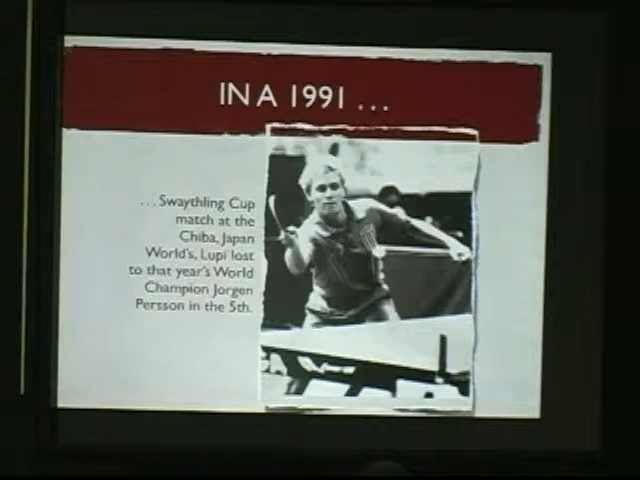 IN A 1991 ...
... Swaythling Cup
match at the
Chiba, Japan
World's, Lupi lost
to that year's World
Champion Jorgen
Persson in the 5th.